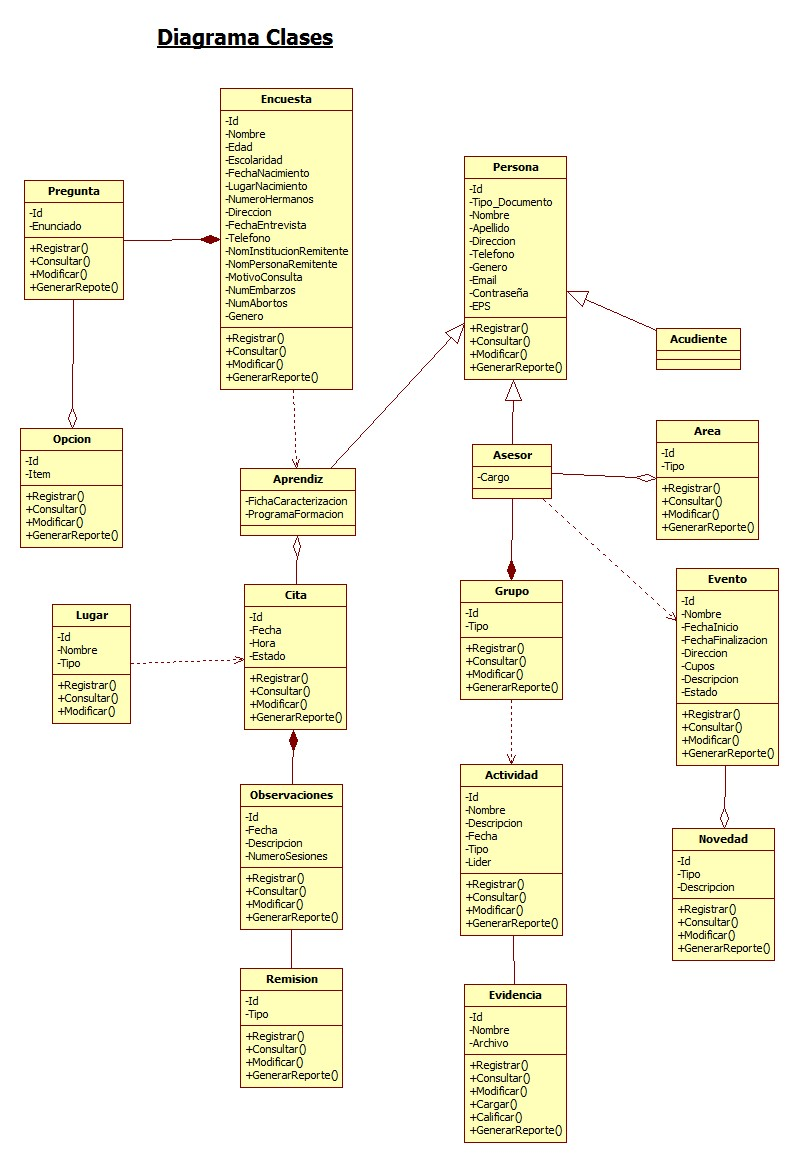 Diagrama Clases
Encuesta
-Id
-Nombre
-Edad
-Escolaridad
-FechaNacimiento
-LugarNacimiento
-NumeroHermanos
-Direccion
-FechaEntrevista
-Telefono
-NomInstitucionRemitente
-NomPersonaRemitente
-MotivoConsulta
-NumEmbarzos
-NumAbortos
-Genero
+Registrar()
+Consultar()
+Modificar()
+GenerarReporte()
Pregunta
-Id
-Enunciado
+Registrar()
+Consultar()
+Modificar()
+GenerarRepote()
Persona
-Id
-Tipo_Documento
-Nombre
-Apellido
-Direccion
-Telefono
-Genero
-Email
-Contraseña
-EPS
+Registrar()
+Consultar()
+Modificar()
+GenerarReporte()
Acudiente
Opcion
-Id
-Item
+Registrar()
+Consultar()
+Modificar()
+GenerarReporte()
Aprendiz
-FichaCaracterizacion
-ProgramaFormacion
Asesor
-Cargo
Area
-Id
-Tipo
+Registrar()
+Consultar()
+Modificar()
+GenerarReporte()
Lugar
-Id
-Nombre
-Tipo
+Registrar()
+Consultar()
+Modificar()
Cita
-Id
-Fecha
-Hora
-Estado
+Registrar()
+Consultar()
+Modificar()
+GenerarReporte()
Grupo
-Id
-Tipo
+Registrar()
+Consultar()
+Modificar()
+GenerarReporte()
Evento
-Id
-Nombre
-FechaInicio
-FechaFinalizacion
-Direccion
-Cupos
-Descripcion
-Estado
+Registrar()
+Consultar()
+Modificar()
+GenerarReporte()
Observaciones
-Id
-Fecha
-Descripcion
-NumeroSesiones
+Registrar()
+Consultar()
+Modificar()
+GenerarReporte()
Actividad
-Id
-Nombre
-Descripcion
-Fecha
-Tipo
-Lider
+Registrar()
+Consultar()
+Modificar()
+GenerarReporte()
Novedad
-Id
-Tipo
-Descripcion
+Registrar()
+Consultar()
+Modificar()
+GenerarReporte()
Remision
-Id
-Tipo
+Registrar()
+Consultar()
+Modificar()
+GenerarReporte()
Evidencia
-Id
-Nombre
-Archivo
+Registrar()
+Consultar()
+Modificar()
+Cargar()
+Calificar()
+GenerarReporte()